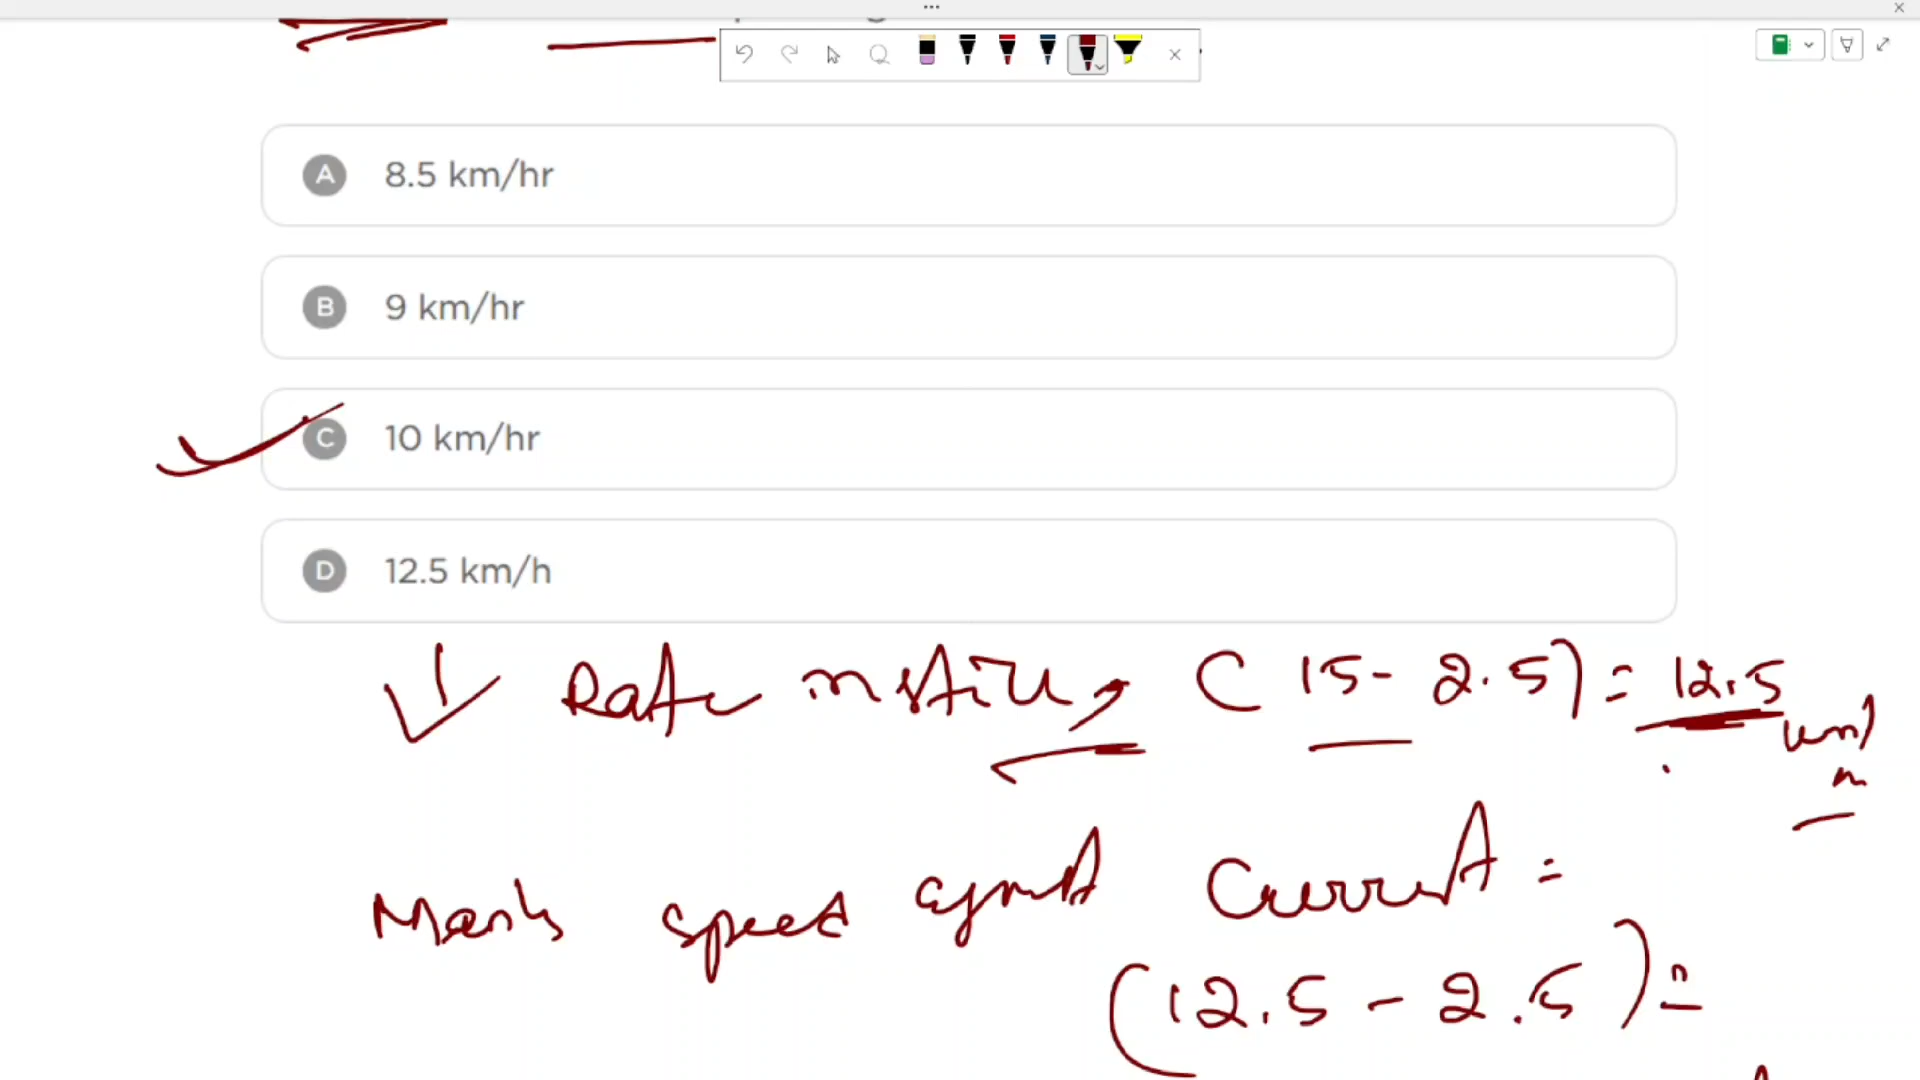 A 8.5 km/hr
B 9 km/hr
C 10 km/hr
D 12.5 km/h
Rate in still, (15 - 2.5) = 12.5
Man's speed against Current =
(12.5 - 2.5) =